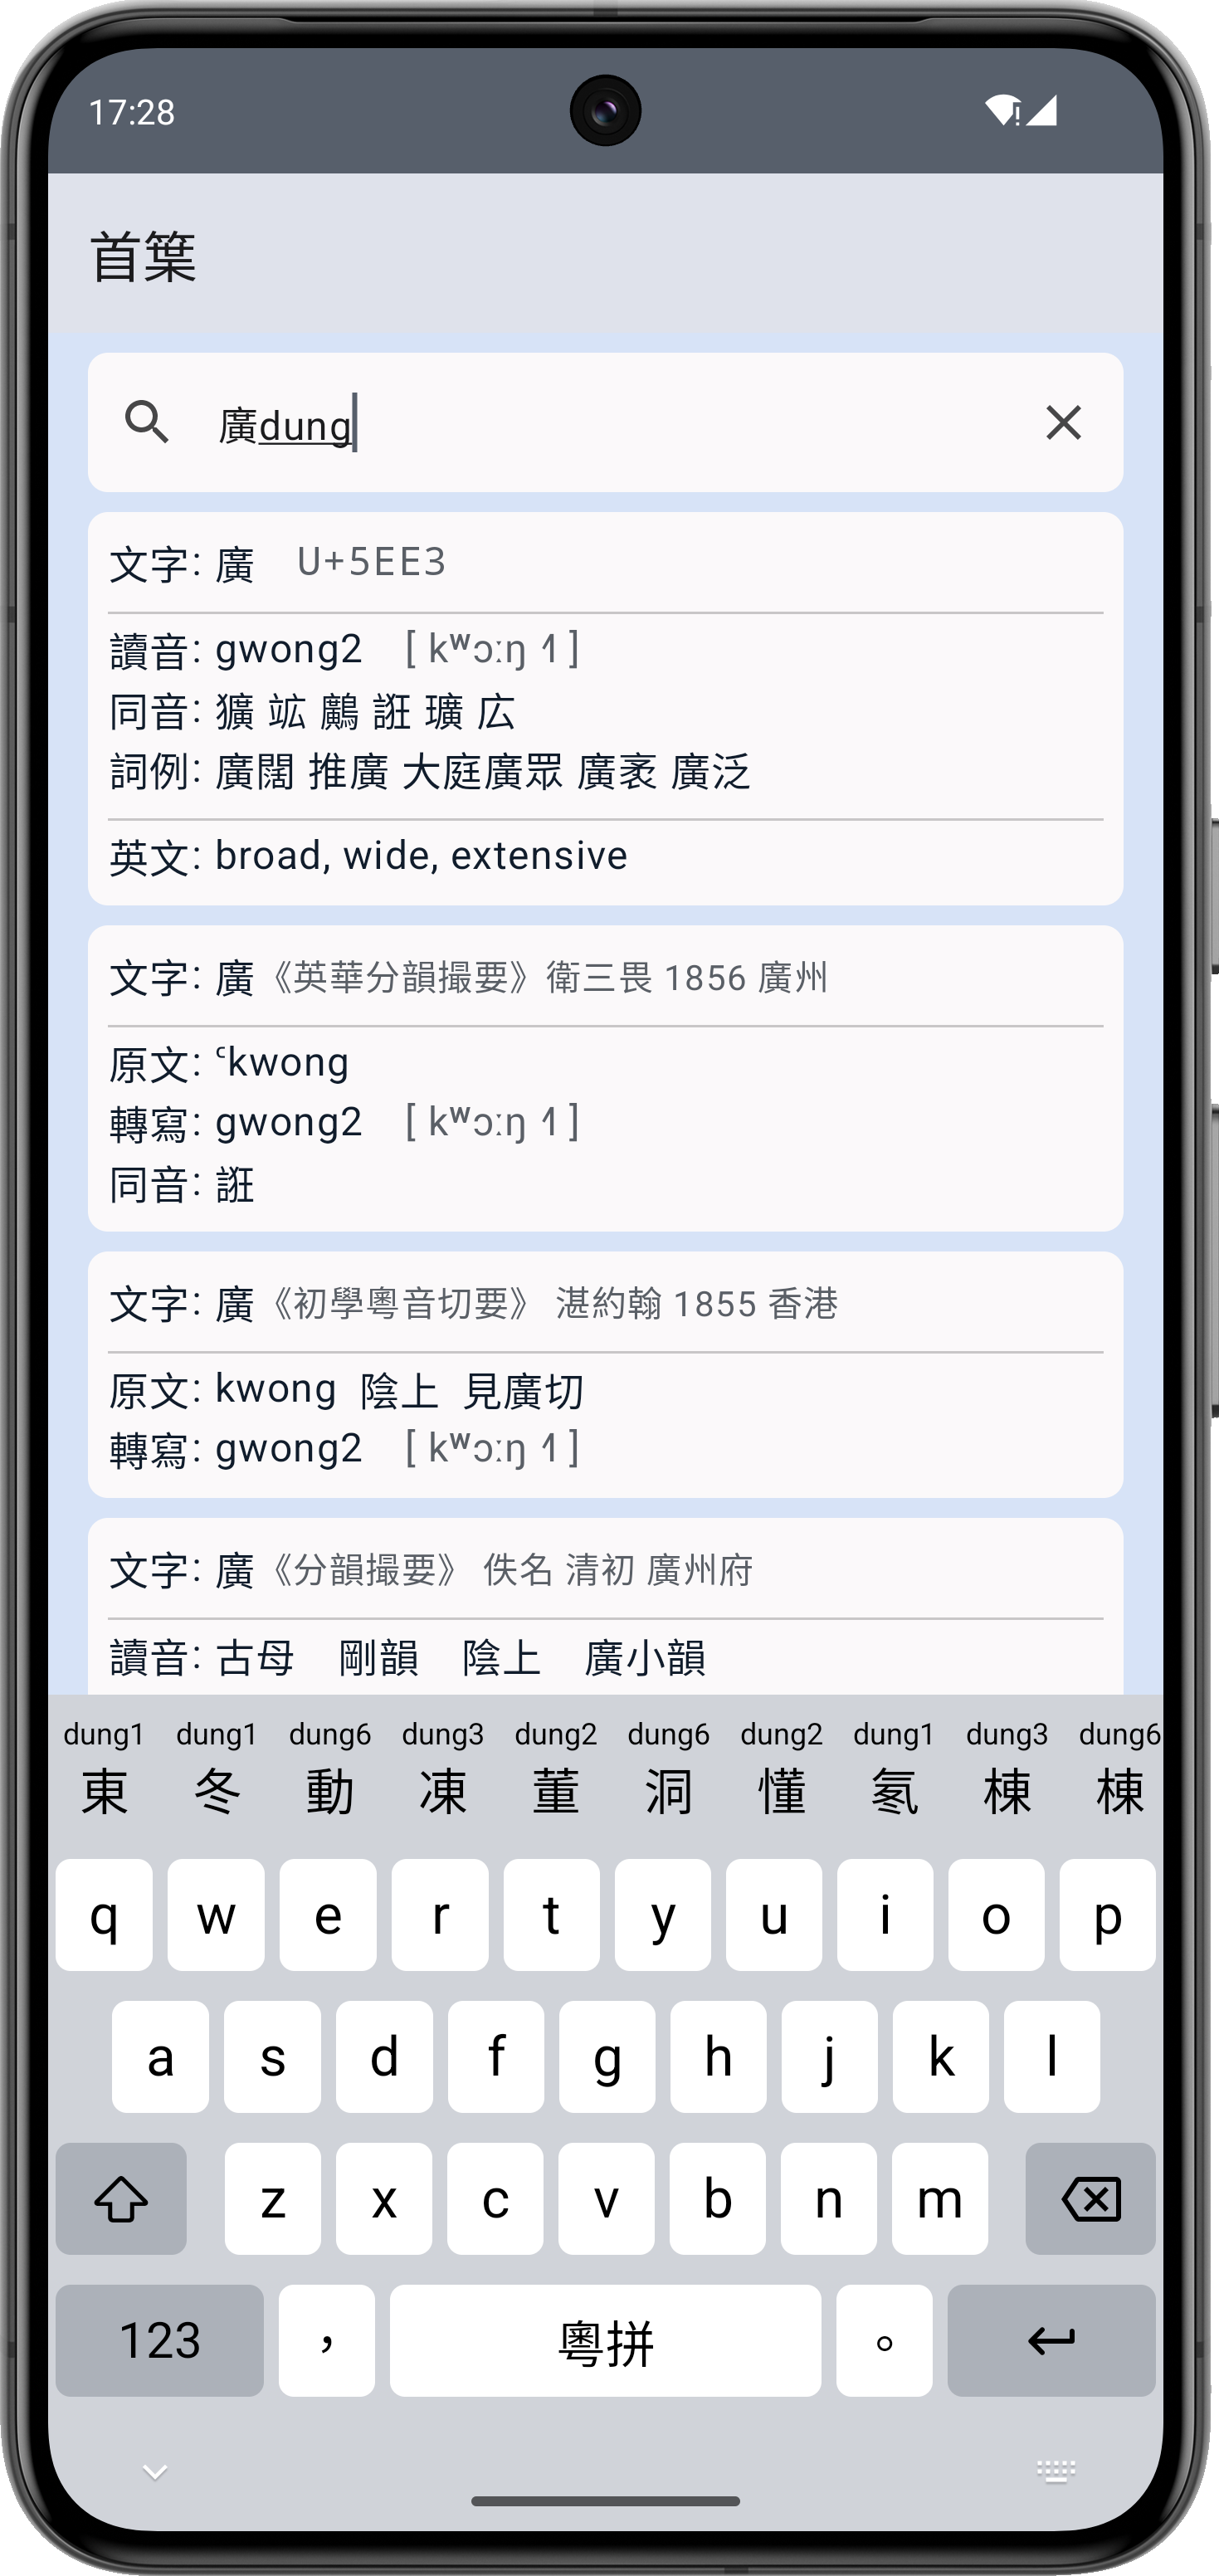 17:28
首箂
廣dung
文字: 廣 U+5EE3
讀音: gwong2 [ kʷɔːŋ ˧˥ ]
同音: 獷 㤮 鸕 誑 瓁 広
詞例: 廣闊 推廣 大庭廣眾 廣袤 廣泛
英文: broad, wide, extensive
文字: 廣《英華分韻撮要》衛三畏 1856 廣州
原文: ꜂kwong
轉寫: gwong2 [ kʷɔːŋ ˧˥ ]
同音: 誑
文字: 廣《初學粵音切要》 湛約翰 1855 香港
原文: kwong 陰上 見廣切
轉寫: gwong2 [ kʷɔːŋ ˧˥ ]
文字: 廣《分韻撮要》 佚名 清初 廣州府
讀音: 古母 剛韻 陰上 廣小韻
dung1 dung1 dung6 dung3 dung2 dung6 dung2 dung1 dung3 dung6
東 冬 動 凍 董 洞 懂 氡 棟 棟
q w e r t y u i o p
a s d f g h j k l
z x c v b n m
123 , 粵拼 。